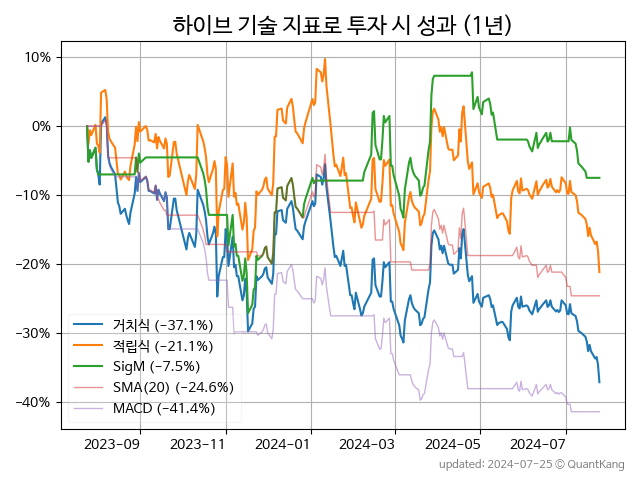 하이브 기술 지표로 투자 시 성과 (1년)
10%
0%
−10%
−20%
−30%
−40%
거치식 (−37.1%)
적립식 (−21.1%)
SigM (−7.5%)
SMA(20) (−24.6%)
MACD (−41.4%)
2023-09 2023-11 2024-01 2024-03 2024-05 2024-07
updated: 2024-07-25 © QuantKang